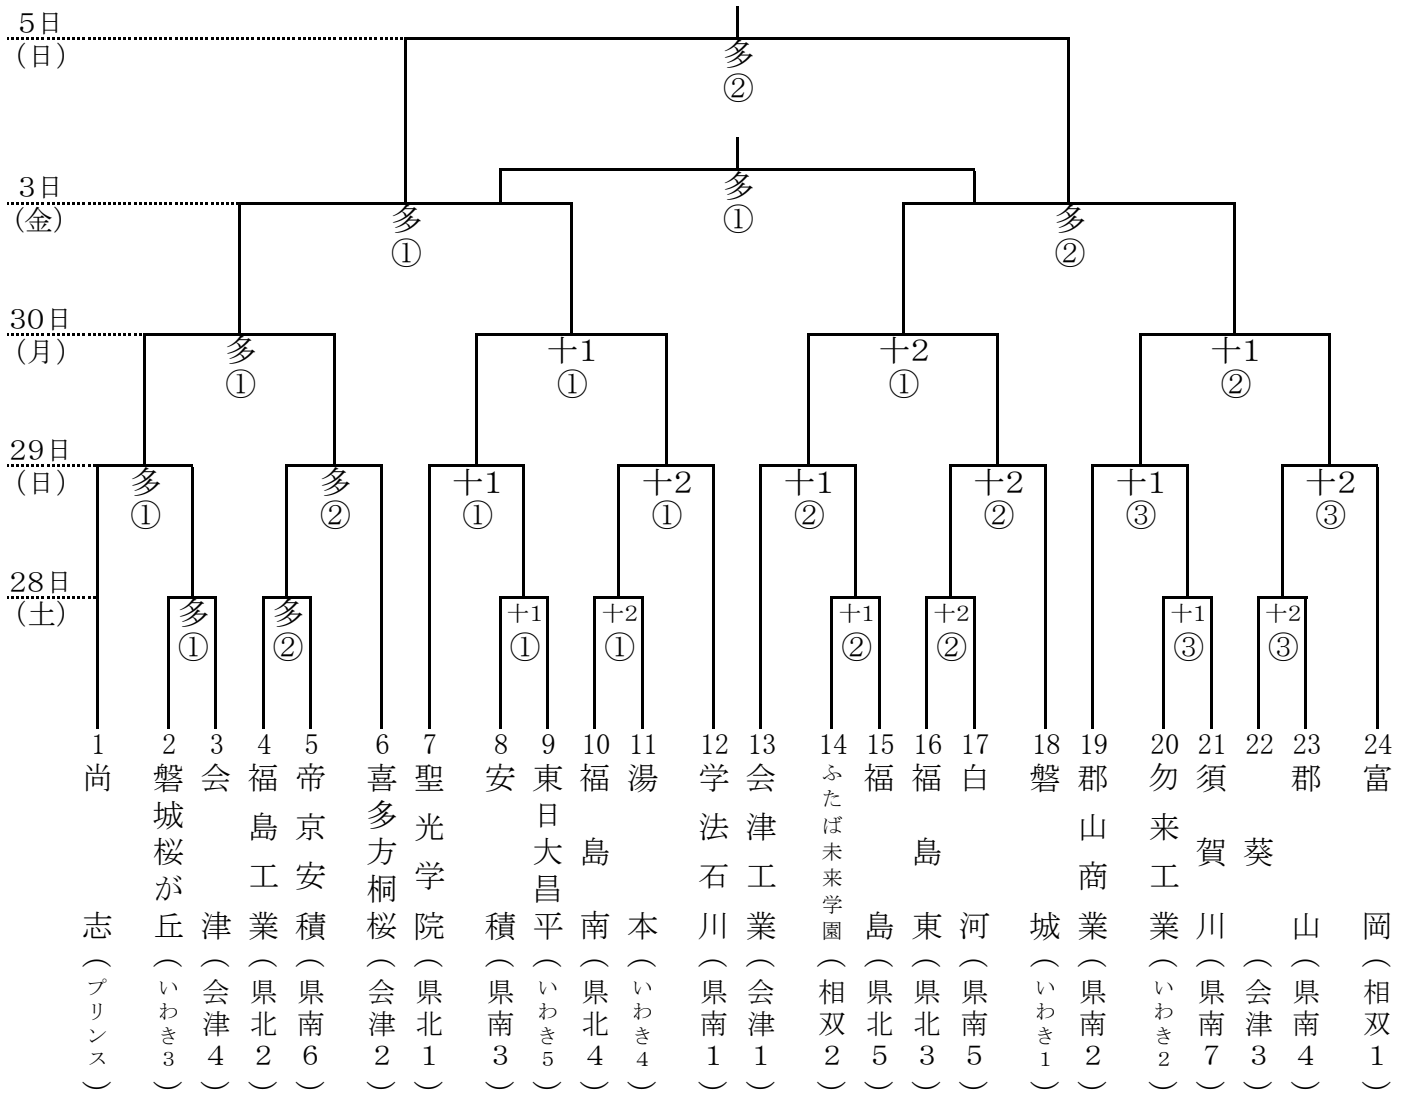 5日
(日)
多
②
3日
(金)
多
①
多
①
多
②
30日
(月)
多
①
十1
①
十2
①
十1
②
29日
(日)
多
①
多
②
十1
①
十2
①
十1
②
十2
②
十1
③
十2
③
28日
(土)
多
①
多
②
十1
①
十2
①
十1
②
十2
②
十1
③
十2
③
1 尚志(プリンス)
2 磐城桜が丘(いわき3)
3 会津(会津4)
4 福島工業(県北2)
5 帝京安積(県南6)
6 喜多方桐桜(会津2)
7 聖光学院(県北1)
8 安積(県南3)
9 東日大昌平(いわき5)
10 福島南(県北4)
11 湯本(いわき4)
12 学法石川(県南1)
13 会津工業(会津1)
14 ふたば未来学園(相双2)
15 福島(県北5)
16 福島東(県北3)
17 白河(県南5)
18 磐城(いわき1)
19 郡山商業(県南2)
20 勿来工業(いわき2)
21 須賀川(県南7)
22 葵(会津3)
23 郡山(県南4)
24 富岡(相双1)